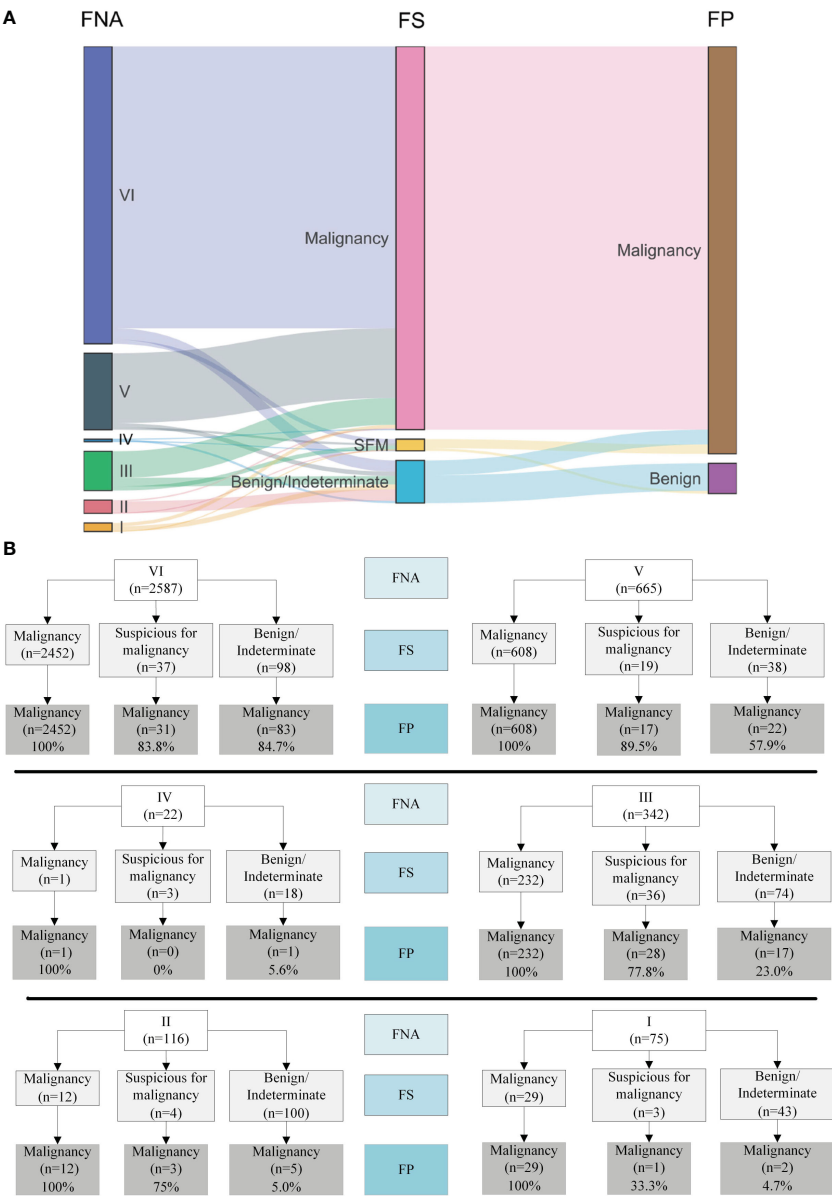 A
FNA
FS
FP
VI
Malignancy
Malignancy
V
IV
SFM
III
Benign/Indeterminate
Benign
II
I
B
VI
(n=2587)
FNA
V
(n=665)
Malignancy
(n=2452)
Suspicious for
malignancy
(n=37)
Benign/
Indeterminate
(n=98)
FS
Malignancy
(n=608)
Suspicious for
malignancy
(n=19)
Benign/
Indeterminate
(n=38)
Malignancy
(n=2452)
100%
Malignancy
(n=31)
83.8%
Malignancy
(n=83)
84.7%
FP
Malignancy
(n=608)
100%
Malignancy
(n=17)
89.5%
Malignancy
(n=22)
57.9%
IV
(n=22)
FNA
III
(n=342)
Malignancy
(n=1)
Suspicious for
malignancy
(n=3)
Benign/
Indeterminate
(n=18)
FS
Malignancy
(n=232)
Suspicious for
malignancy
(n=36)
Benign/
Indeterminate
(n=74)
Malignancy
(n=1)
100%
Malignancy
(n=0)
0%
Malignancy
(n=1)
5.6%
FP
Malignancy
(n=232)
100%
Malignancy
(n=28)
77.8%
Malignancy
(n=17)
23.0%
II
(n=116)
FNA
I
(n=75)
Malignancy
(n=12)
Suspicious for
malignancy
(n=4)
Benign/
Indeterminate
(n=100)
FS
Malignancy
(n=29)
Suspicious for
malignancy
(n=3)
Benign/
Indeterminate
(n=43)
Malignancy
(n=12)
100%
Malignancy
(n=3)
75%
Malignancy
(n=5)
5.0%
FP
Malignancy
(n=29)
100%
Malignancy
(n=1)
33.3%
Malignancy
(n=2)
4.7%